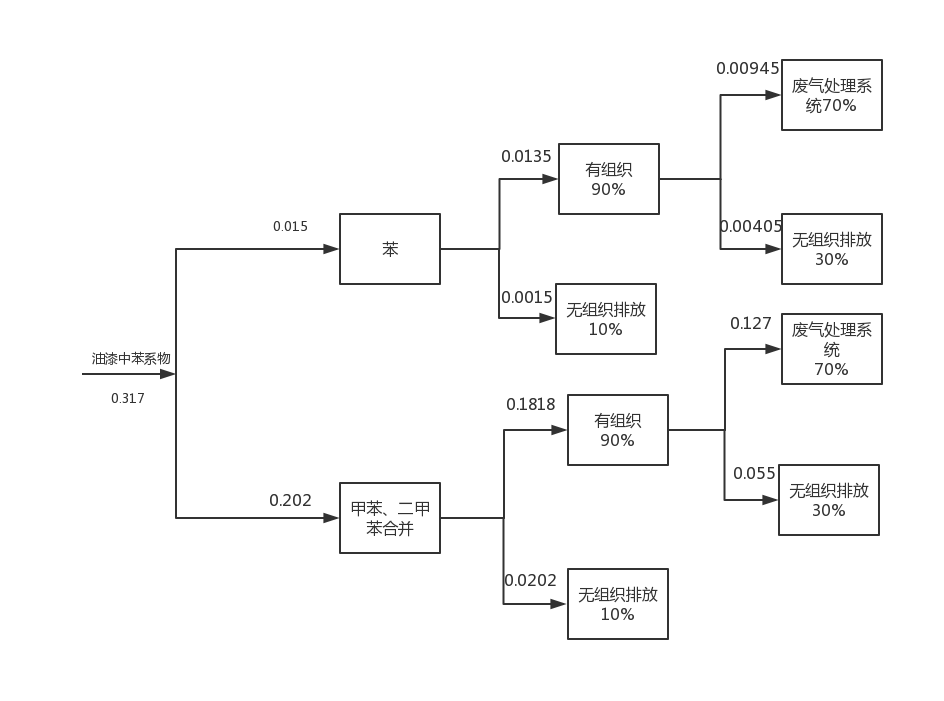 0.00945
废气处理系
统70%
0.0135
有组织
90%
0.015
苯
0.00405
无组织排放
30%
0.0015
无组织排放
10%
0.127
废气处理系
统
70%
油漆中苯系物
0.317
0.1818
有组织
90%
0.055
无组织排放
30%
0.202
甲苯、二甲
苯合并
0.0202
无组织排放
10%